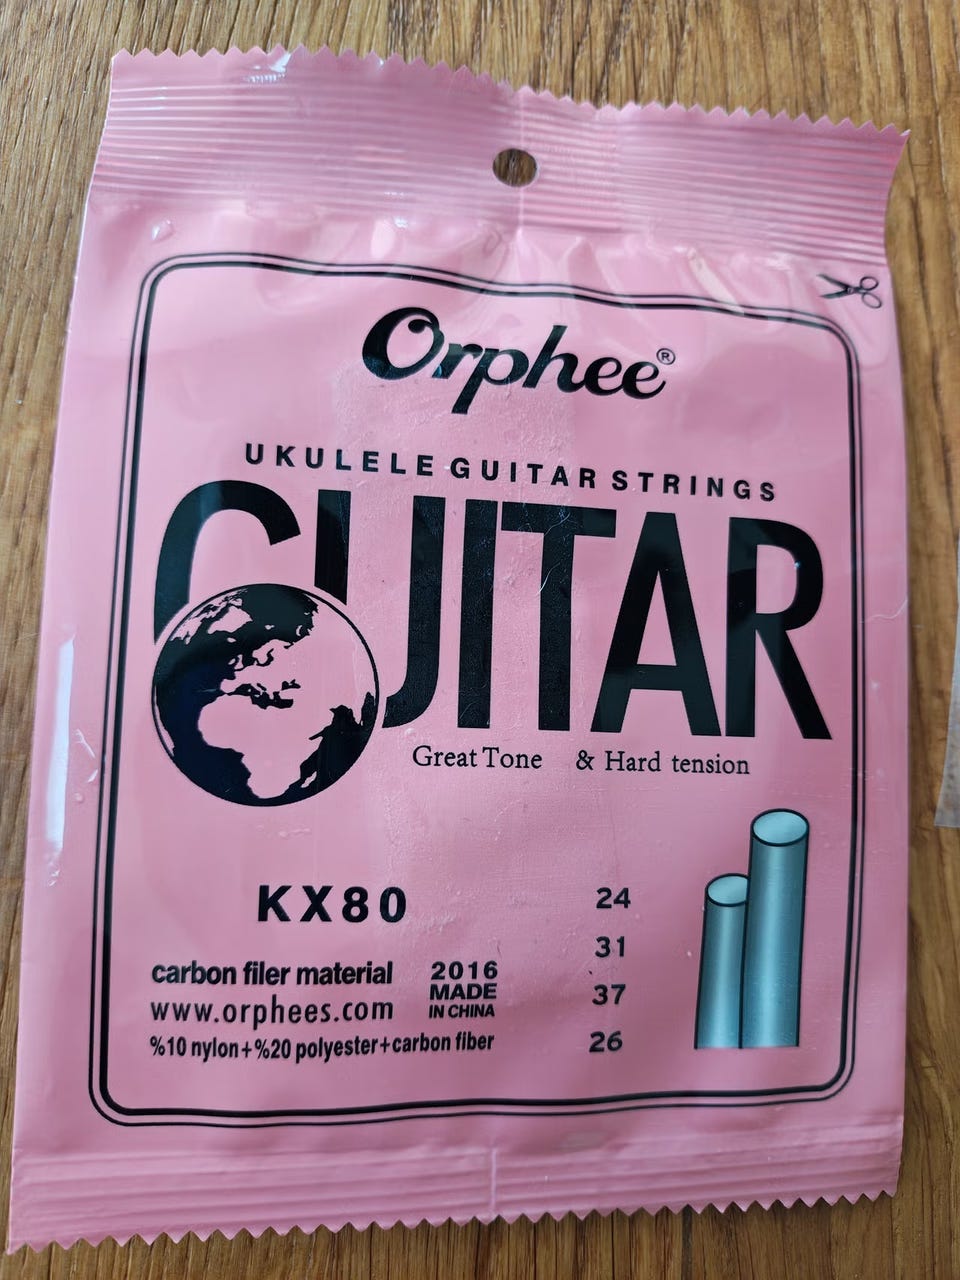 Orphee®
UKULELE GUITAR STRINGS
GUITAR
Great Tone & Hard tension
KX80
24
31
37
26
carbon filer material
www.orphees.com
2016
MADE
IN CHINA
%10 nylon+%20 polyester+carbon fiber